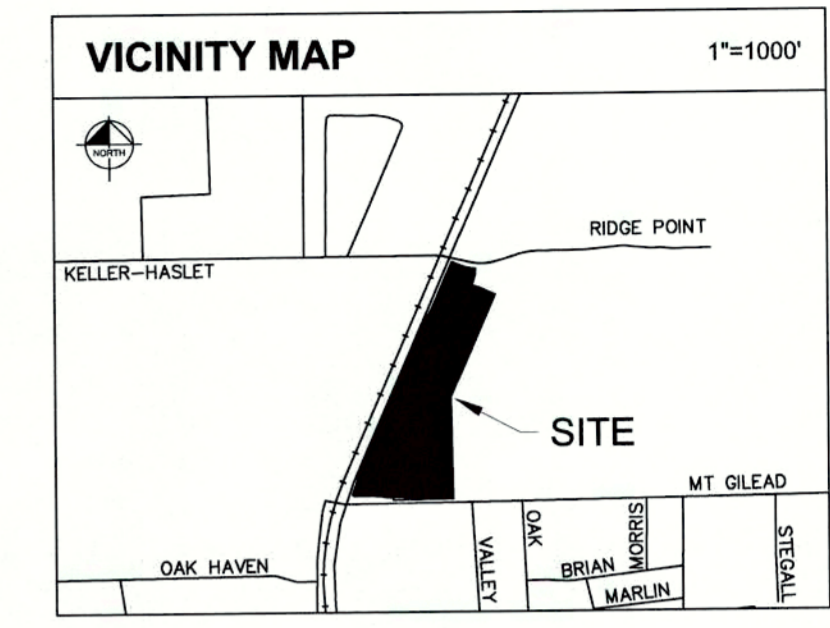 VICINITY MAP
1"=1000'
NORTH
RIDGE POINT
KELLER-HASLET
SITE
MT GILEAD
OAK HAVEN
VALLEY
OAK
BRIAN
MORRIS
MARLIN
STEGALL